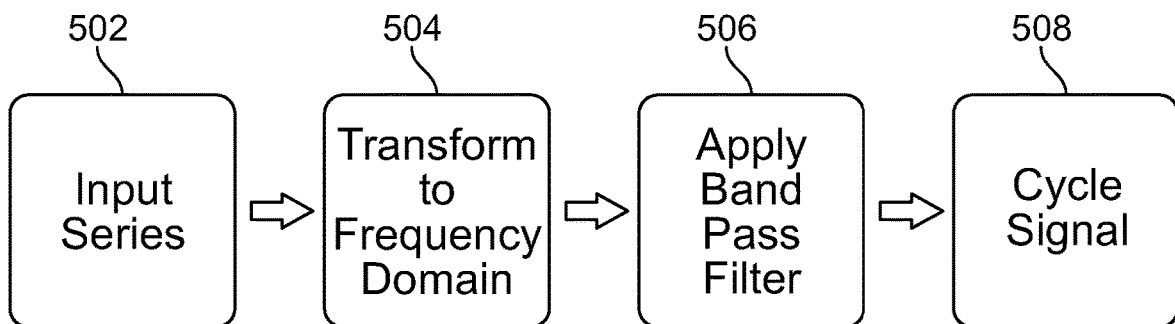 502
504
506
508
Input
Series
Transform
to
Frequency
Domain
Apply
Band
Pass
Filter
Cycle
Signal